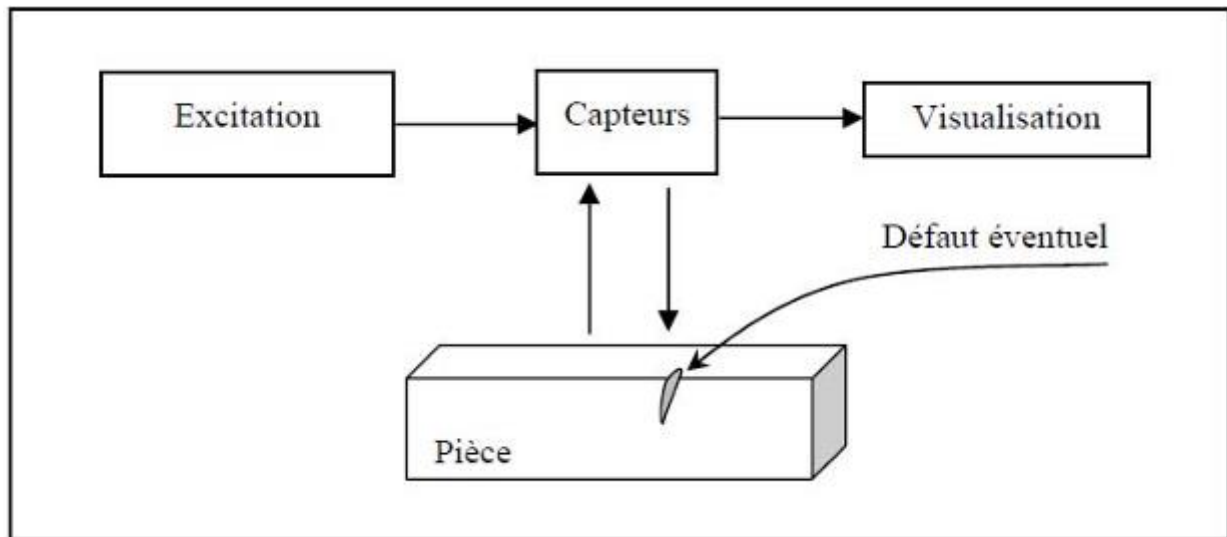 Excitation
Capteurs
Visualisation
Défaut éventuel
Pièce